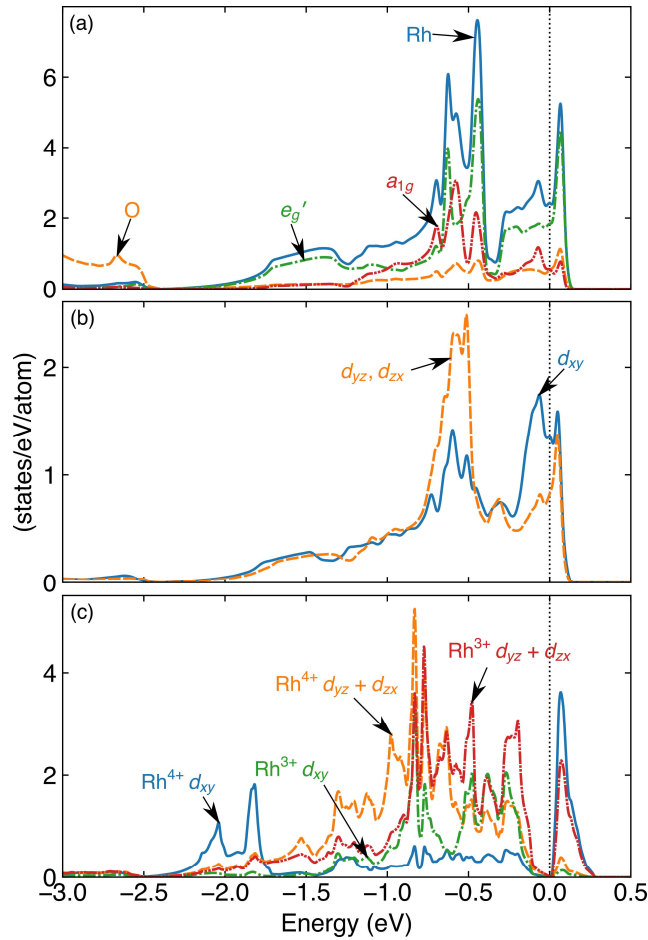 (a)
Rh
a1g
O
eg′
6
4
2
0
(b)
dyz, dzx
dxy
2
1
0
(states/eV/atom)
(c)
Rh3+ dyz + dzx
Rh4+ dyz + dzx
Rh4+ dxy
Rh3+ dxy
4
2
0
−3.0 −2.5 −2.0 −1.5 −1.0 −0.5 0.0 0.5
Energy (eV)